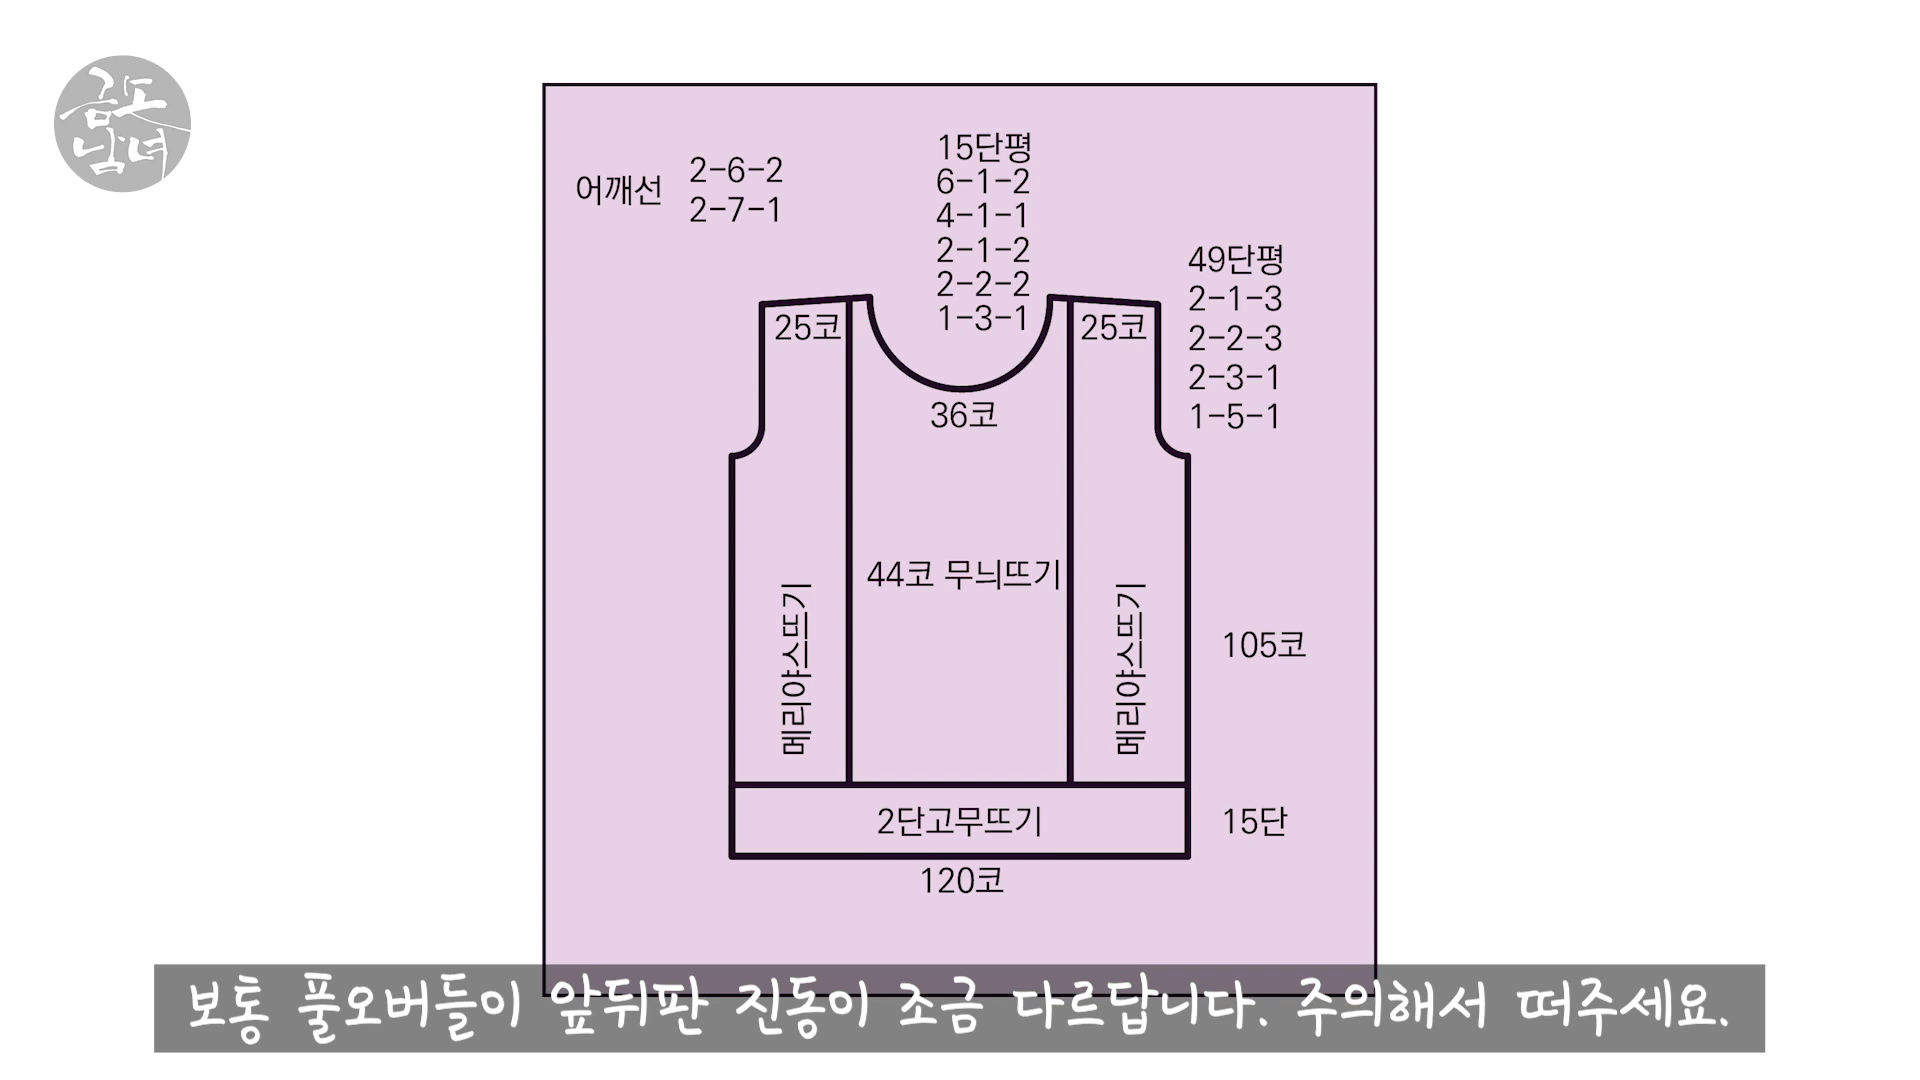 금도
남녀
어깨선
2-6-2
2-7-1
15단평
6-1-2
4-1-1
2-1-2
2-2-2
1-3-1
49단평
2-1-3
2-2-3
2-3-1
1-5-1
25코
25코
36코
44코 무늬뜨기
메리야스뜨기
메리야스뜨기
105코
2단고무뜨기
15단
120코
보통 풀오버들이 앞뒤판 진동이 조금 다르답니다. 주의해서 떠주세요.